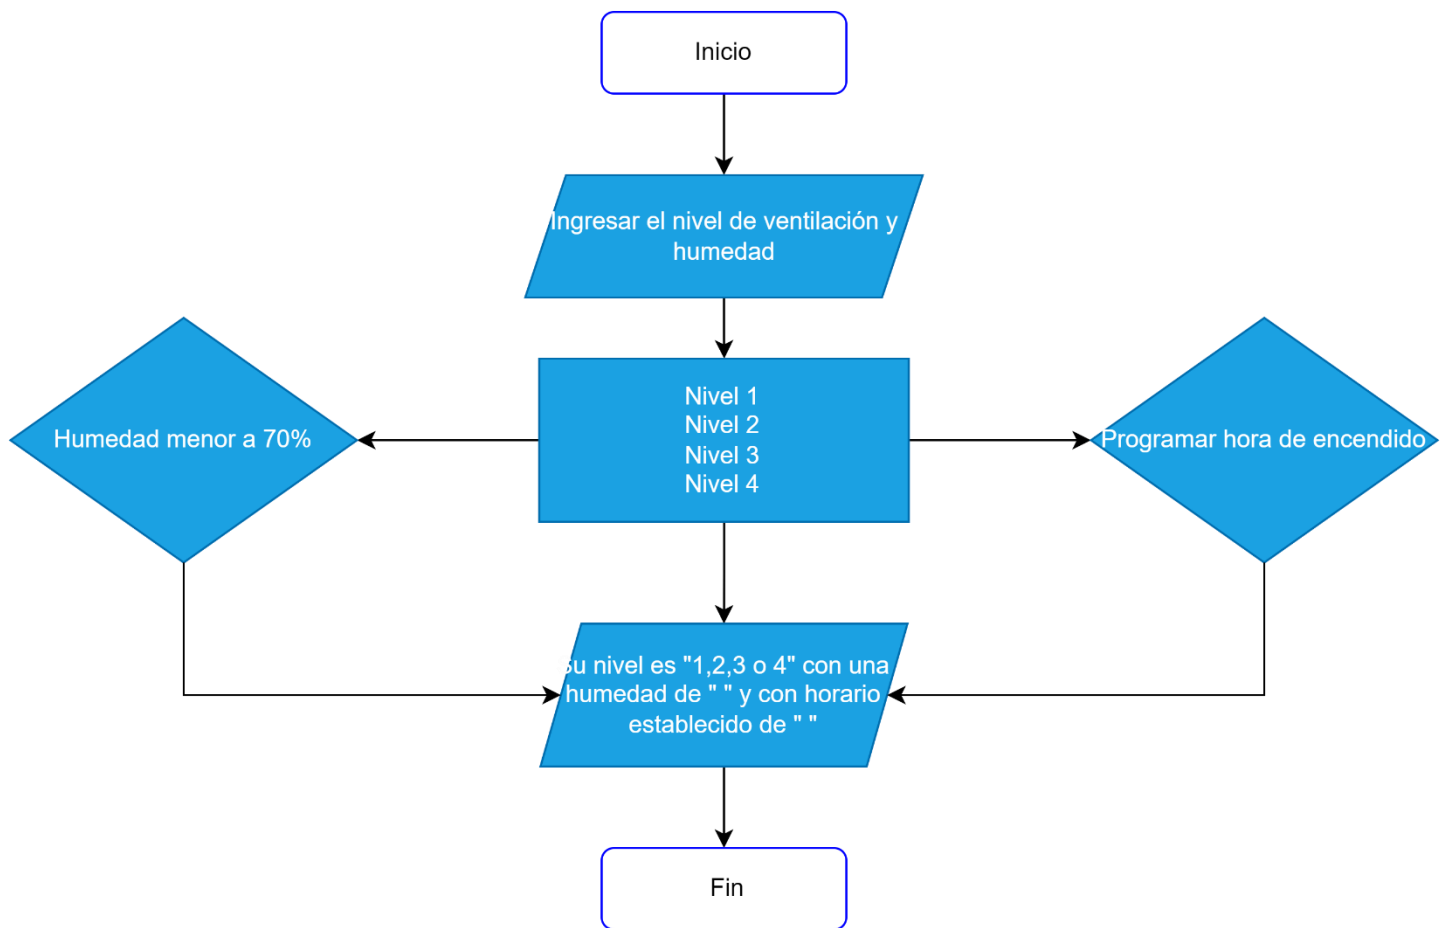 Inicio
Ingresar el nivel de ventilación y
humedad
Humedad menor a 70%
Nivel 1
Nivel 2
Nivel 3
Nivel 4
Programar hora de encendido
su nivel es "1,2,3 o 4" con una
humedad de " " y con horario
establecido de " "
Fin